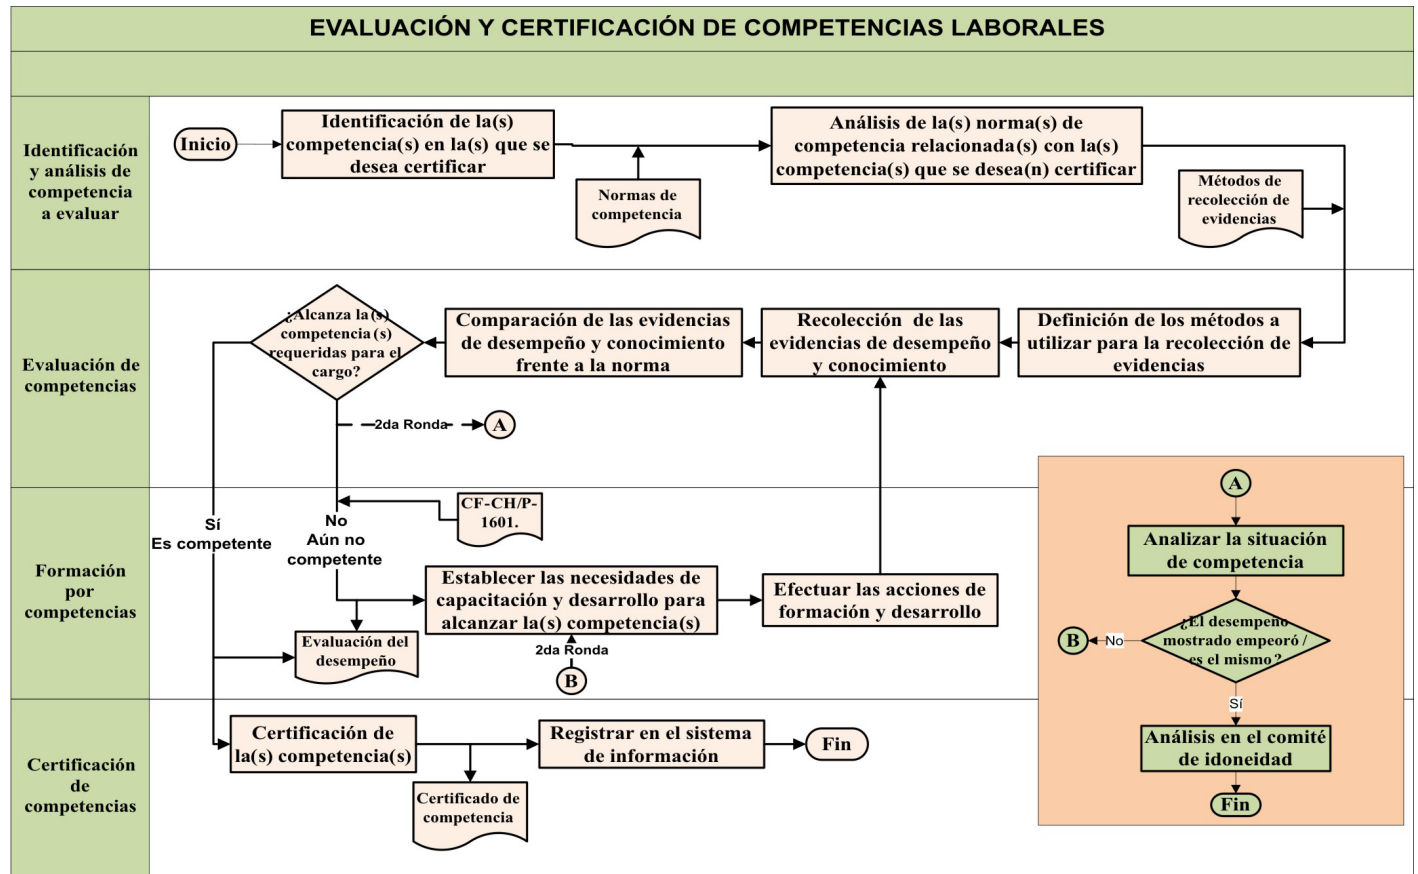 EVALUACIÓN Y CERTIFICACIÓN DE COMPETENCIAS LABORALES
Identificación
y análisis de
competencia
a evaluar
Inicio
Identificación de la(s)
competencia(s) en la(s) que se
desea certificar
Normas de
competencia
Análisis de la(s) norma(s) de
competencia relacionada(s) con la(s)
competencia(s) que se desea(n) certificar
Métodos de
recolección de
evidencias
Evaluación de
competencias
¿Alcanza la(s)
competencia(s)
requeridas para el
cargo?
Comparación de las evidencias
de desempeño y conocimiento
frente a la norma
Recolección de las
evidencias de desempeño
y conocimiento
Definición de los métodos a
utilizar para la recolección de
evidencias
2da Ronda
A
Formación
por
competencias
Sí
Es competente
No
Aún no
competente
CF-CH/P-
1601.
Evaluación del
desempeño
Establecer las necesidades de
capacitación y desarrollo para
alcanzar la(s) competencia(s)
2da Ronda
B
Efectuar las acciones de
formación y desarrollo
Certificación
de
competencias
Certificación de
la(s) competencia(s)
Certificado de
competencia
Registrar en el sistema
de información
Fin
A
Analizar la situación
de competencia
¿El desempeño
mostrado empeoró /
es el mismo?
No
B
Sí
Análisis en el comité
de idoneidad
Fin